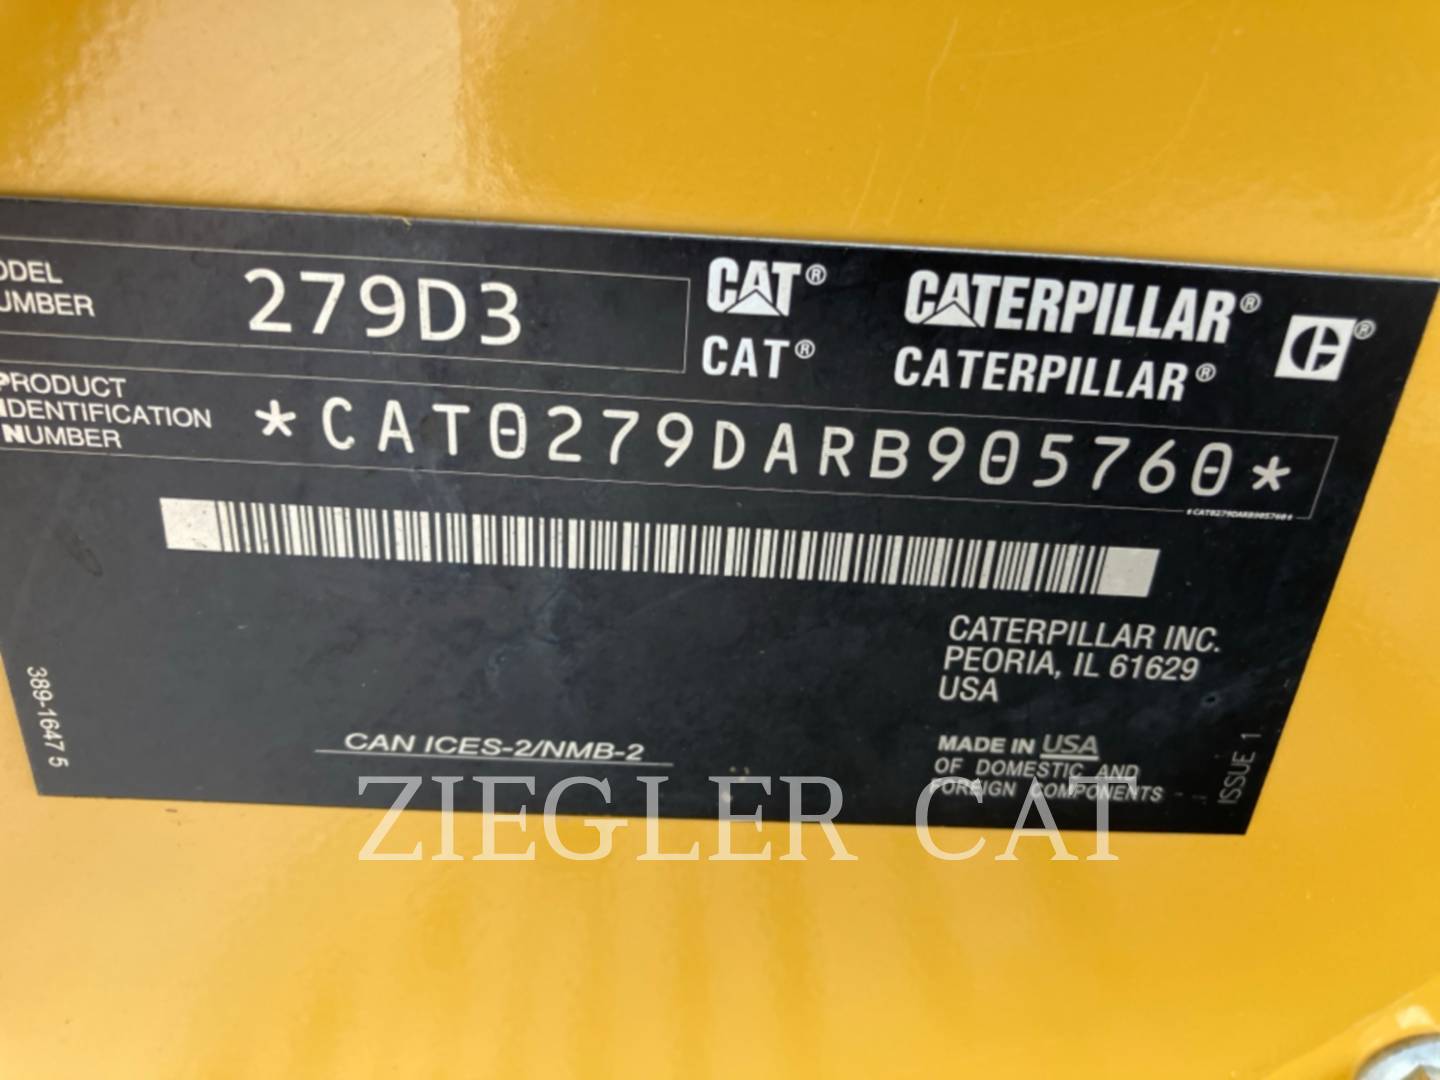 ODEL
UMBER
279D3
CAT®
CAT®
CATERPILLAR®
CATERPILLAR®
PRODUCT
IDENTIFICATION
NUMBER
*CAT0279DARB905760*
*CAT0279DARB905760*
CATERPILLAR INC.
PEORIA, IL 61629
USA
389-1647 5
CAN ICES-2/NMB-2
MADE IN USA
OF DOMESTIC AND
FOREIGN COMPONENTS
ISSUE 1
ZIEGLER CAT